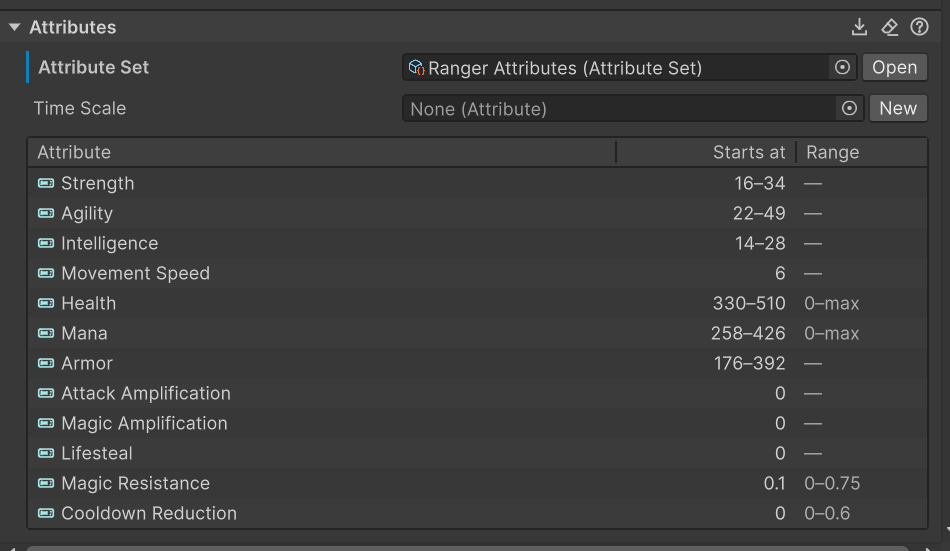 Attributes
Attribute Set Ranger Attributes (Attribute Set) Open
Time Scale None (Attribute) New
Attribute Starts at Range
Strength 16–34 —
Agility 22–49 —
Intelligence 14–28 —
Movement Speed 6 —
Health 330–510 0–max
Mana 258–426 0–max
Armor 176–392 —
Attack Amplification 0 —
Magic Amplification 0 —
Lifesteal 0 —
Magic Resistance 0.1 0–0.75
Cooldown Reduction 0 0–0.6